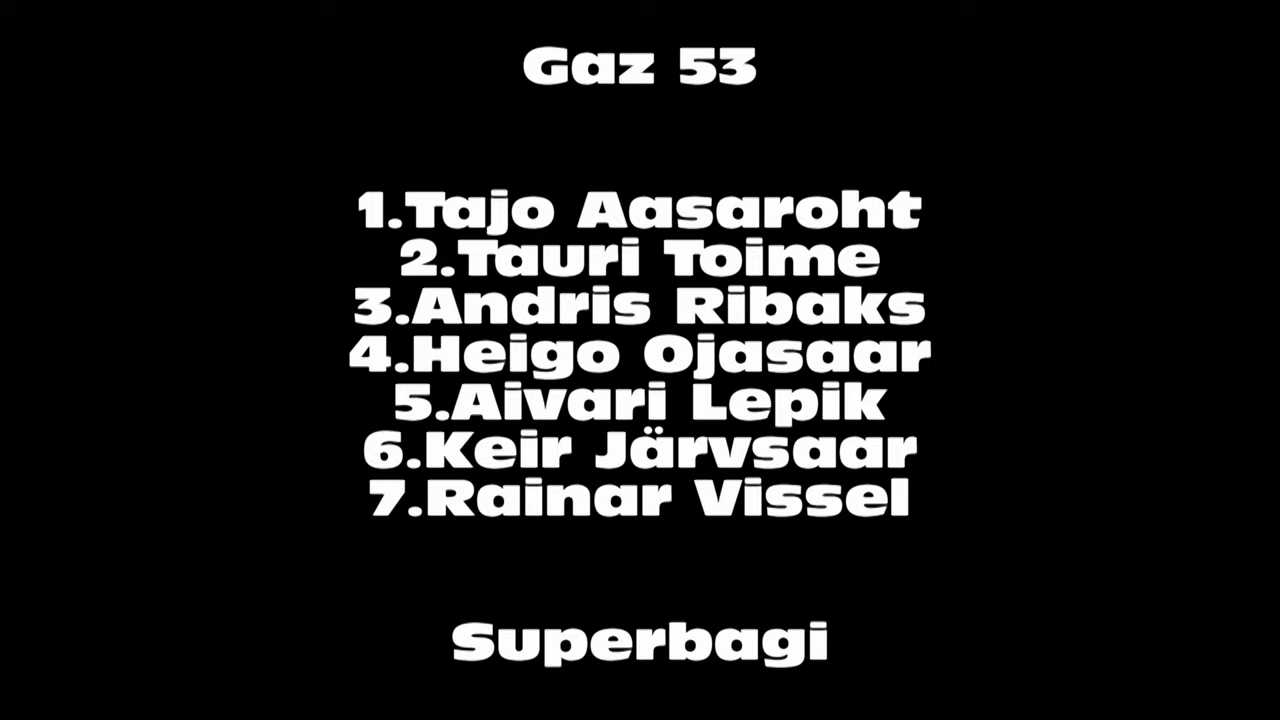 Gaz 53
1.Tajo Aasaroht
2.Tauri Toime
3.Andris Ribaks
4.Heigo Ojasaar
5.Aivari Lepik
6.Keir Järvsaar
7.Rainar Vissel
Superbagi